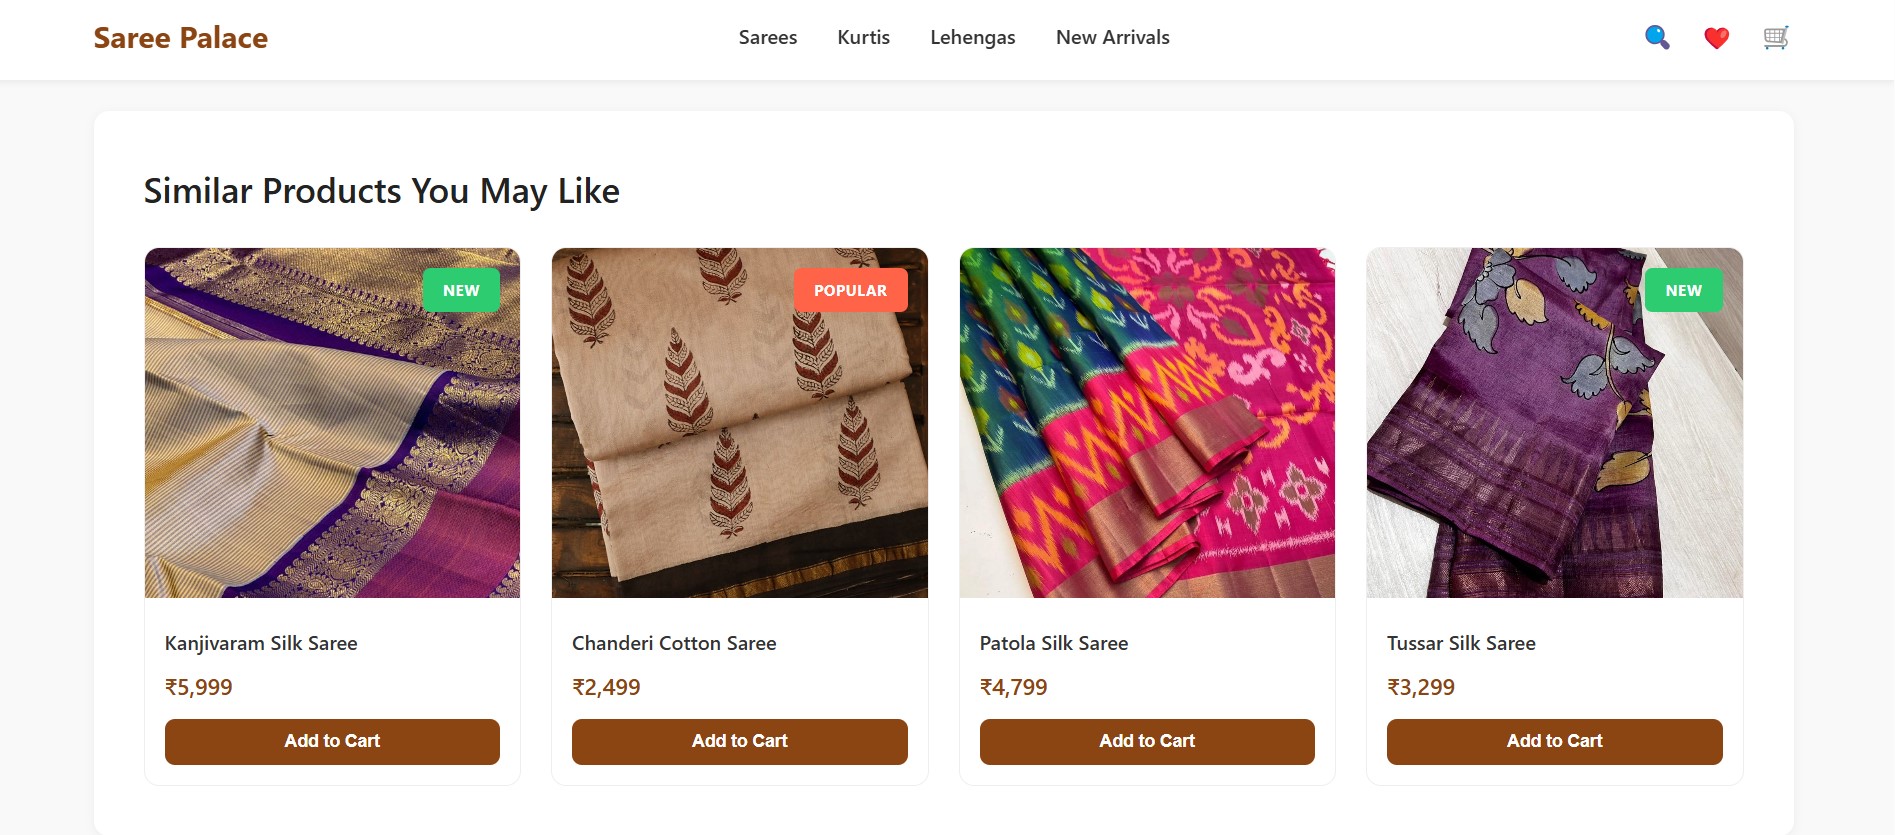 Saree Palace
Sarees Kurtis Lehengas New Arrivals
Similar Products You May Like
NEW
POPULAR
NEW
Kanjivaram Silk Saree
₹5,999
Add to Cart
Chanderi Cotton Saree
₹2,499
Add to Cart
Patola Silk Saree
₹4,799
Add to Cart
Tussar Silk Saree
₹3,299
Add to Cart